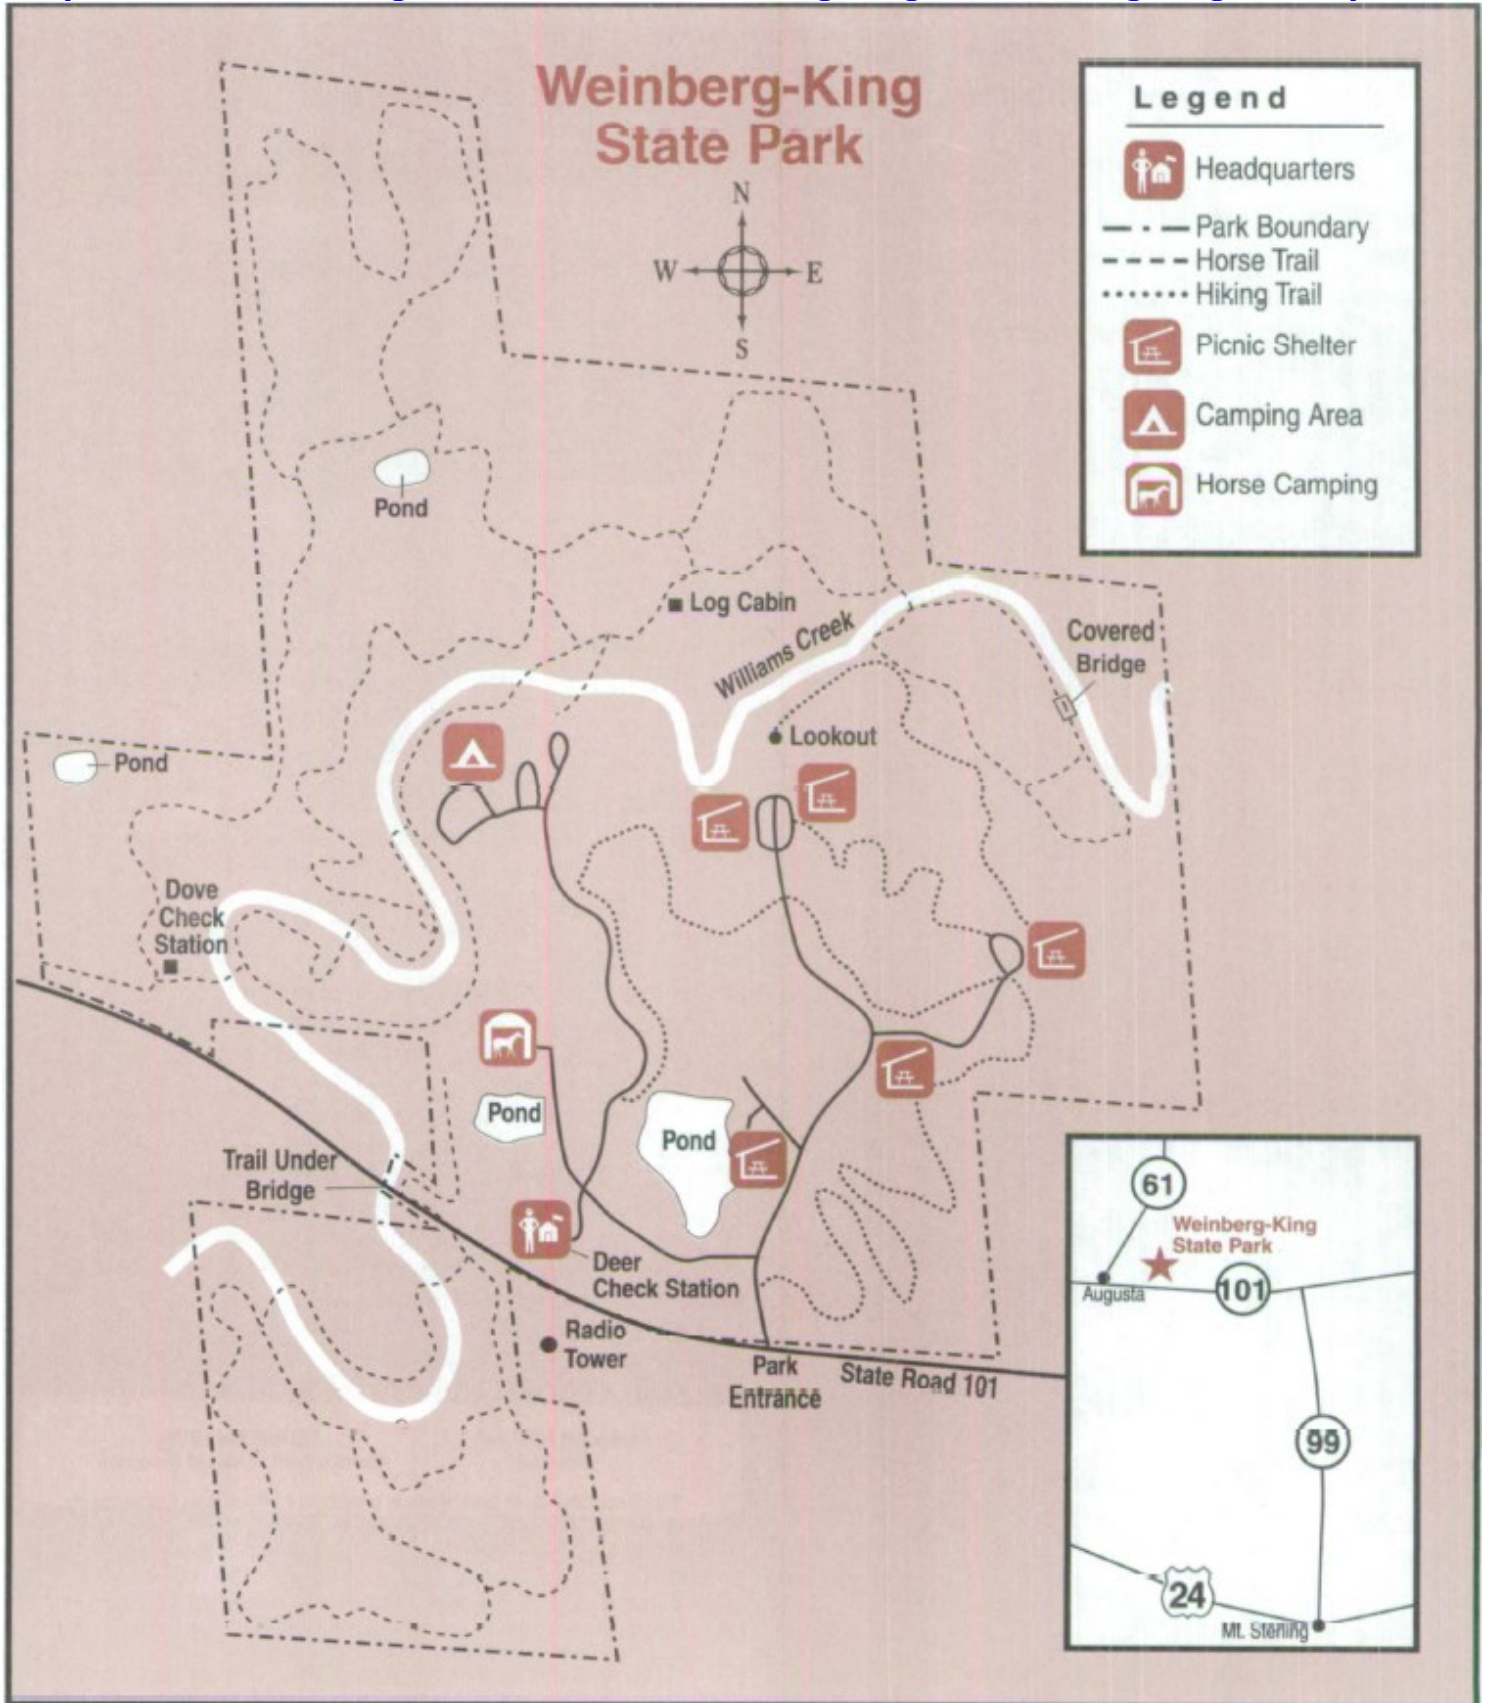 Weinberg-King
State Park
N
W
E
S
Legend
Headquarters
Park Boundary
Horse Trail
Hiking Trail
Picnic Shelter
Camping Area
Horse Camping
Pond
Log Cabin
Williams Creek
Covered
Bridge
Lookout
Pond
Dove
Check
Station
Pond
Pond
Trail Under
Bridge
Deer
Check Station
Radio
Tower
Park
Entrance
State Road 101
61
Weinberg-King
State Park
101
Augusta
99
24
Mt. Sterling